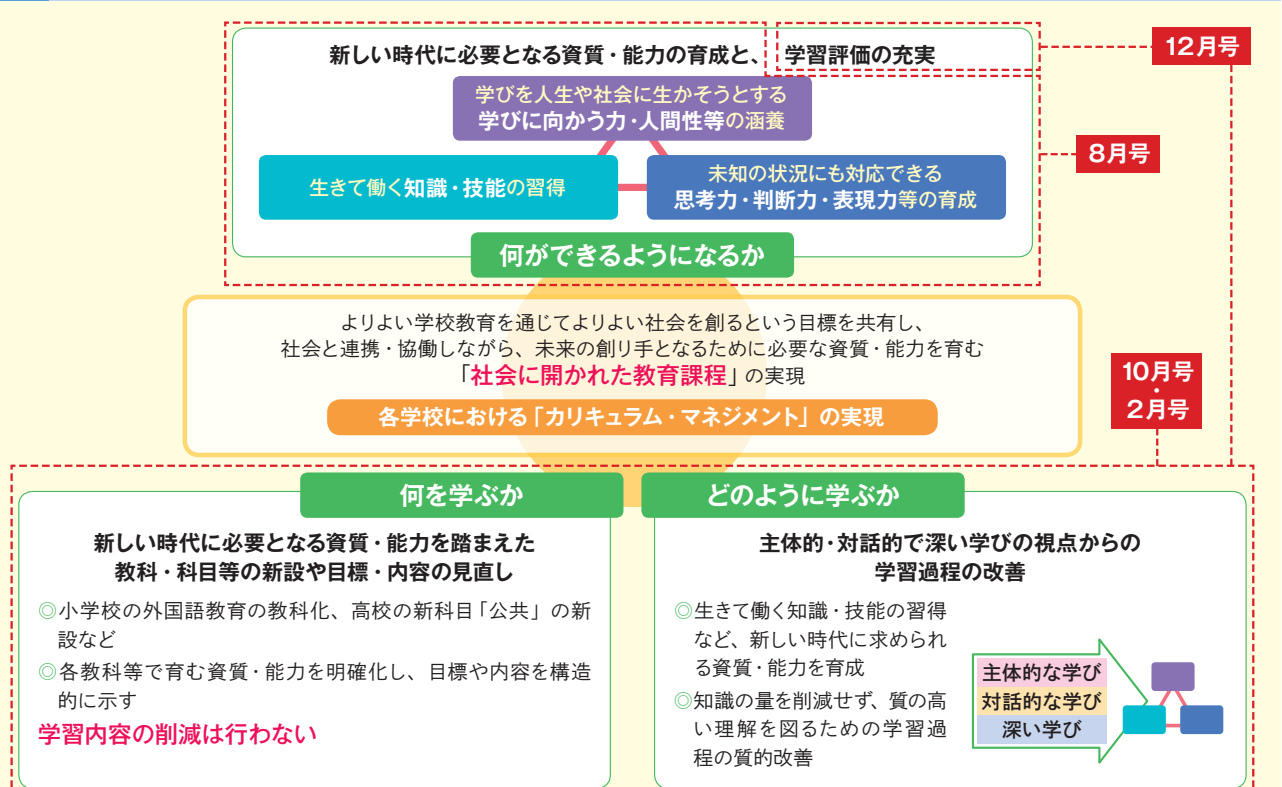 新しい時代に必要となる資質・能力の育成と、学習評価の充実
12月号
学びを人生や社会に生かそうとする
学びに向かう力・人間性等の涵養
8月号
生きて働く知識・技能の習得
未知の状況にも対応できる
思考力・判断力・表現力等の育成
何ができるようになるか
よりよい学校教育を通じてよりよい社会を創るという目標を共有し、
社会と連携・協働しながら、未来の創り手となるために必要な資質・能力を育む
「社会に開かれた教育課程」の実現
各学校における「カリキュラム・マネジメント」の実現
10月号
・
2月号
何を学ぶか
新しい時代に必要となる資質・能力を踏まえた
教科・科目等の新設や目標・内容の見直し
◎小学校の外国語教育の教科化、高校の新科目「公共」の新
設など
◎各教科等で育む資質・能力を明確化し、目標や内容を構造
的に示す
学習内容の削減は行わない
どのように学ぶか
主体的・対話的で深い学びの視点からの
学習過程の改善
◎生きて働く知識・技能の習得
など、新しい時代に求められ
る資質・能力を育成
◎知識の量を削減せず、質の高
い理解を図るための学習過
程の質的改善
主体的な学び
対話的な学び
深い学び